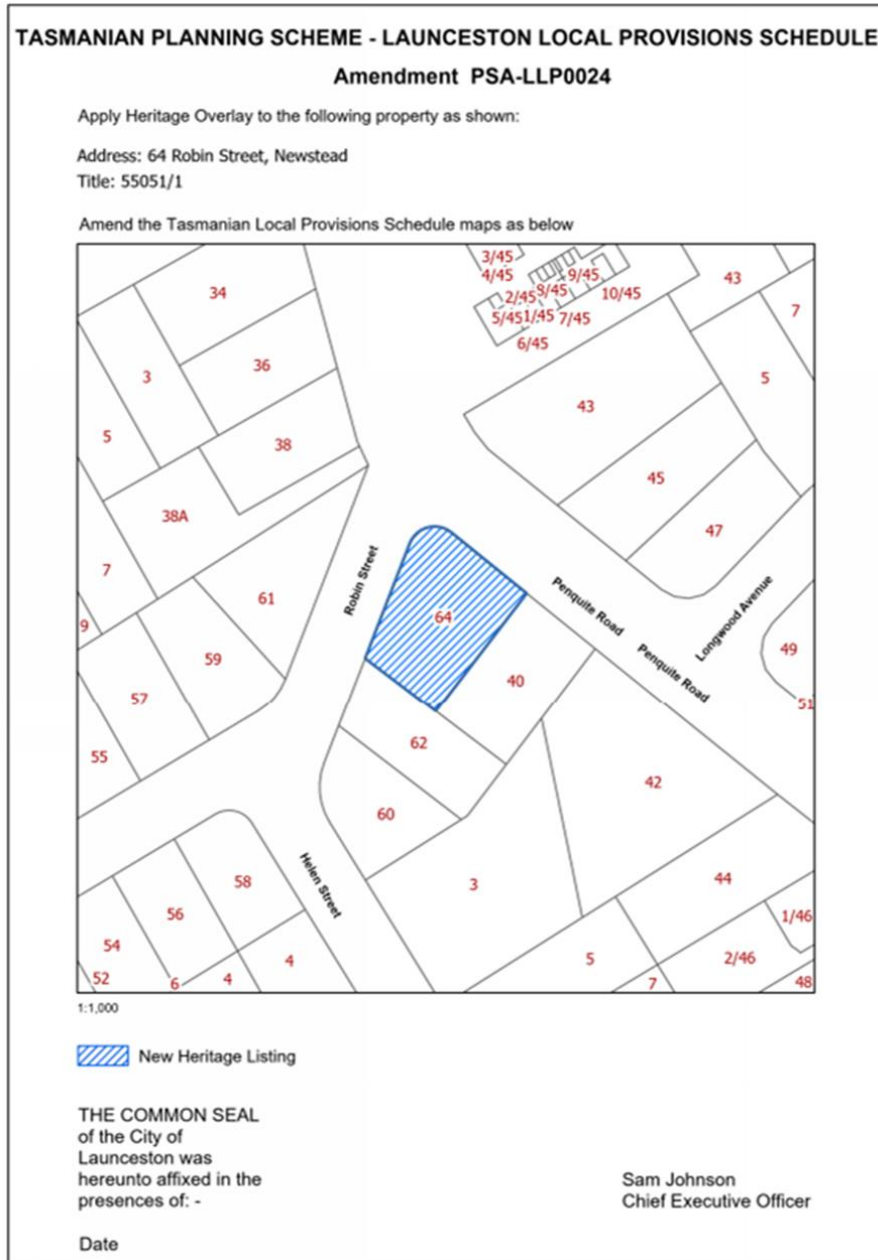 TASMANIAN PLANNING SCHEME - LAUNCESTON LOCAL PROVISIONS SCHEDULE
Amendment PSA-LLP0024
Apply Heritage Overlay to the following property as shown:
Address: 64 Robin Street, Newstead
Title: 55051/1
Amend the Tasmanian Local Provisions Schedule maps as below
3/45
4/45
9/45
2/45
8/45
10/45
5/45
1/45
7/45
6/45
43
7
34
3
36
5
5
43
38
45
38A
47
7
61
Robin Street
64
Penquite Road
Longwood Avenue
9
59
40
Penquite Road
49
57
51
55
62
60
42
58
Helen Street
3
44
56
1/46
54
4
5
2/46
52
6
4
7
48
1:1,000
New Heritage Listing
THE COMMON SEAL
of the City of
Launceston was
hereunto affixed in the
presences of: -
Sam Johnson
Chief Executive Officer
Date